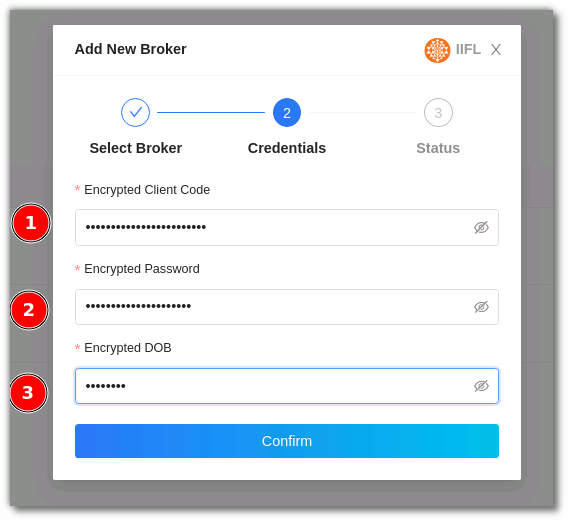 Add New Broker
IIFL X
2 3
Select Broker Credentials Status
* Encrypted Client Code
1 ••••••••••••••••••••••••
* Encrypted Password
2 •••••••••••••••••••••
* Encrypted DOB
3 ••••••••
Confirm